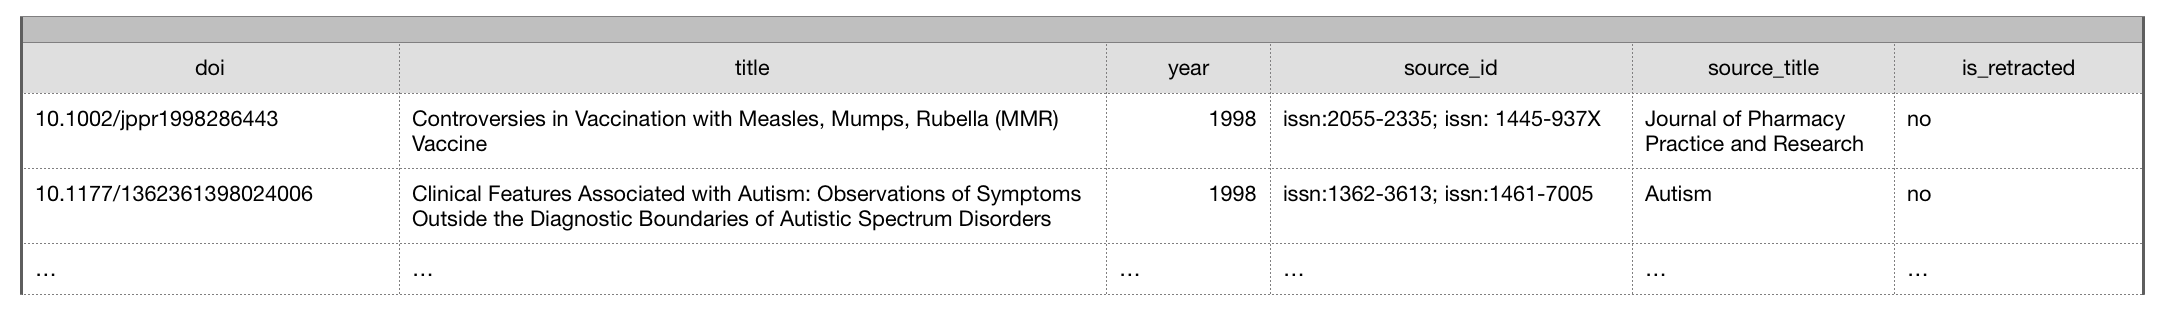 doi title year source_id source_title is_retracted
10.1002/jppr1998286443 Controversies in Vaccination with Measles, Mumps, Rubella (MMR) 1998 issn:2055-2335; issn: 1445-937X Journal of Pharmacy no
Vaccine Practice and Research
10.1177/1362361398024006 Clinical Features Associated with Autism: Observations of Symptoms 1998 issn:1362-3613; issn:1461-7005 Autism no
Outside the Diagnostic Boundaries of Autistic Spectrum Disorders
… … … … … …